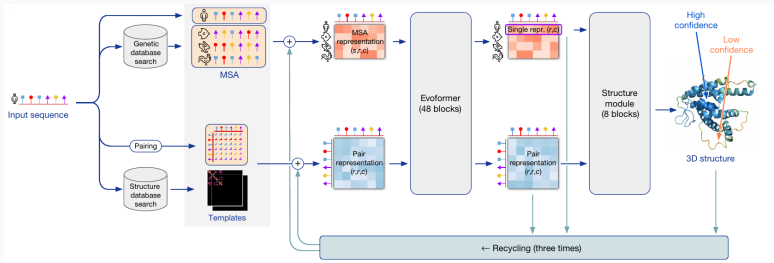 Genetic
database
search
MSA
Input sequence
Pairing
Structure
database
search
Templates
MSA
representation
(s,r,c)
Pair
representation
(r,r,c)
Evoformer
(48 blocks)
Single repr. (r,c)
Pair
representation
(r,r,c)
Structure
module
(8 blocks)
High
confidence
Low
confidence
3D structure
← Recycling (three times)